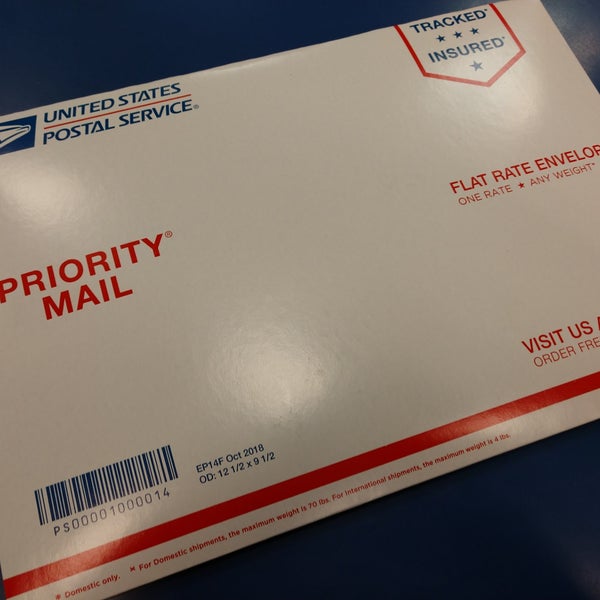 TRACKED*
★ ★ ★
INSURED*
★
UNITED STATES
POSTAL SERVICE®
FLAT RATE ENVELOP
ONE RATE ★ ANY WEIGHT*
PRIORITY®
MAIL
VISIT US A
ORDER FRE
EP14F Oct 2018
OD: 12 1/2 x 9 1/2
PS00001000014
* Domestic only. * For Domestic shipments, the maximum weight is 70 lbs. For International shipments, the maximum weight is 4 lbs.